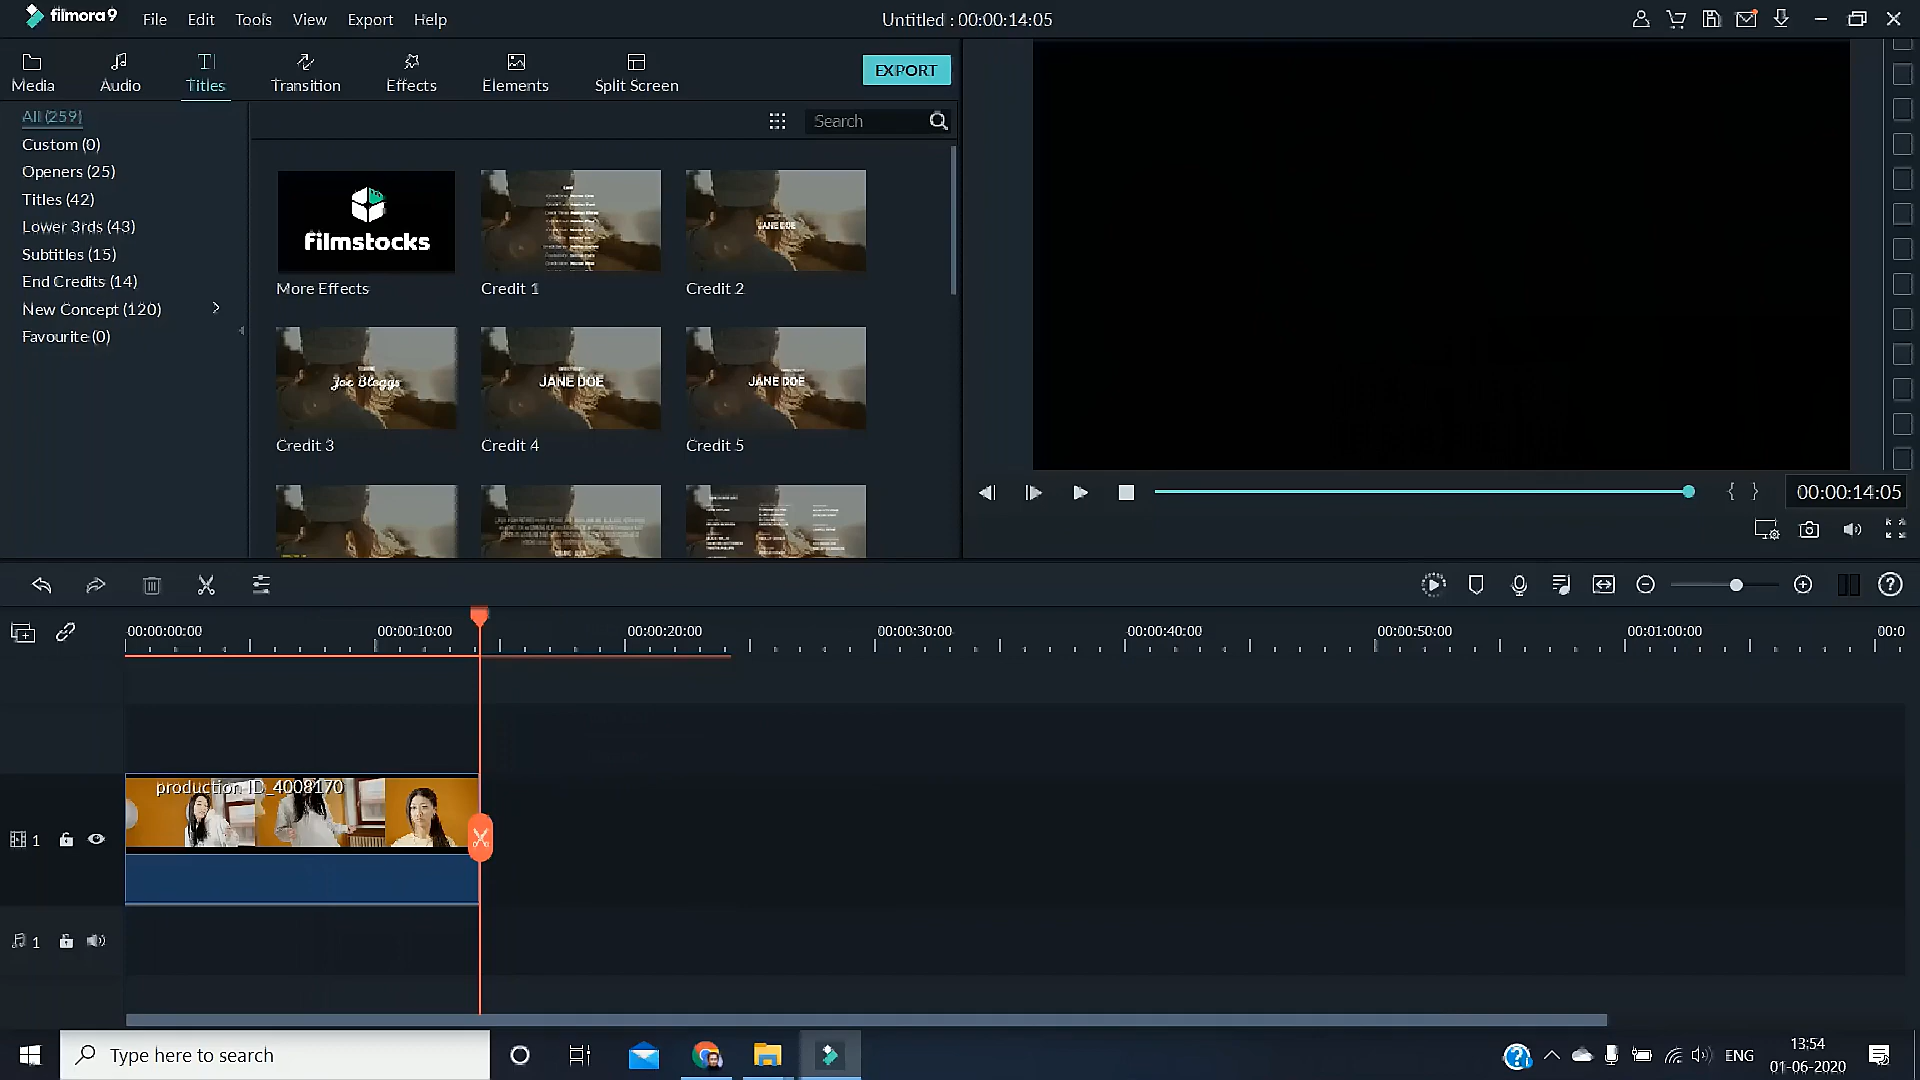 filmora9
File Edit Tools View Export Help
Untitled : 00:00:14:05
Media Audio Titles Transition Effects Elements Split Screen
EXPORT
All (259)
Custom (0)
Openers (25)
Titles (42)
Lower 3rds (43)
Subtitles (15)
End Credits (14)
New Concept (120)
Favourite (0)
Search
filmstocks
JANE DOE
More Effects Credit 1 Credit 2
Joe Bloggs
JANE DOE
JANE DOE
Credit 3 Credit 4 Credit 5
{ } 00:00:14:05
00:00:00:00 00:00:10:00 00:00:20:00 00:00:30:00 00:00:40:00 00:00:50:00 00:01:00:00 00:0
production ID_4008170
1
1
Type here to search
ENG
13:54
01-06-2020